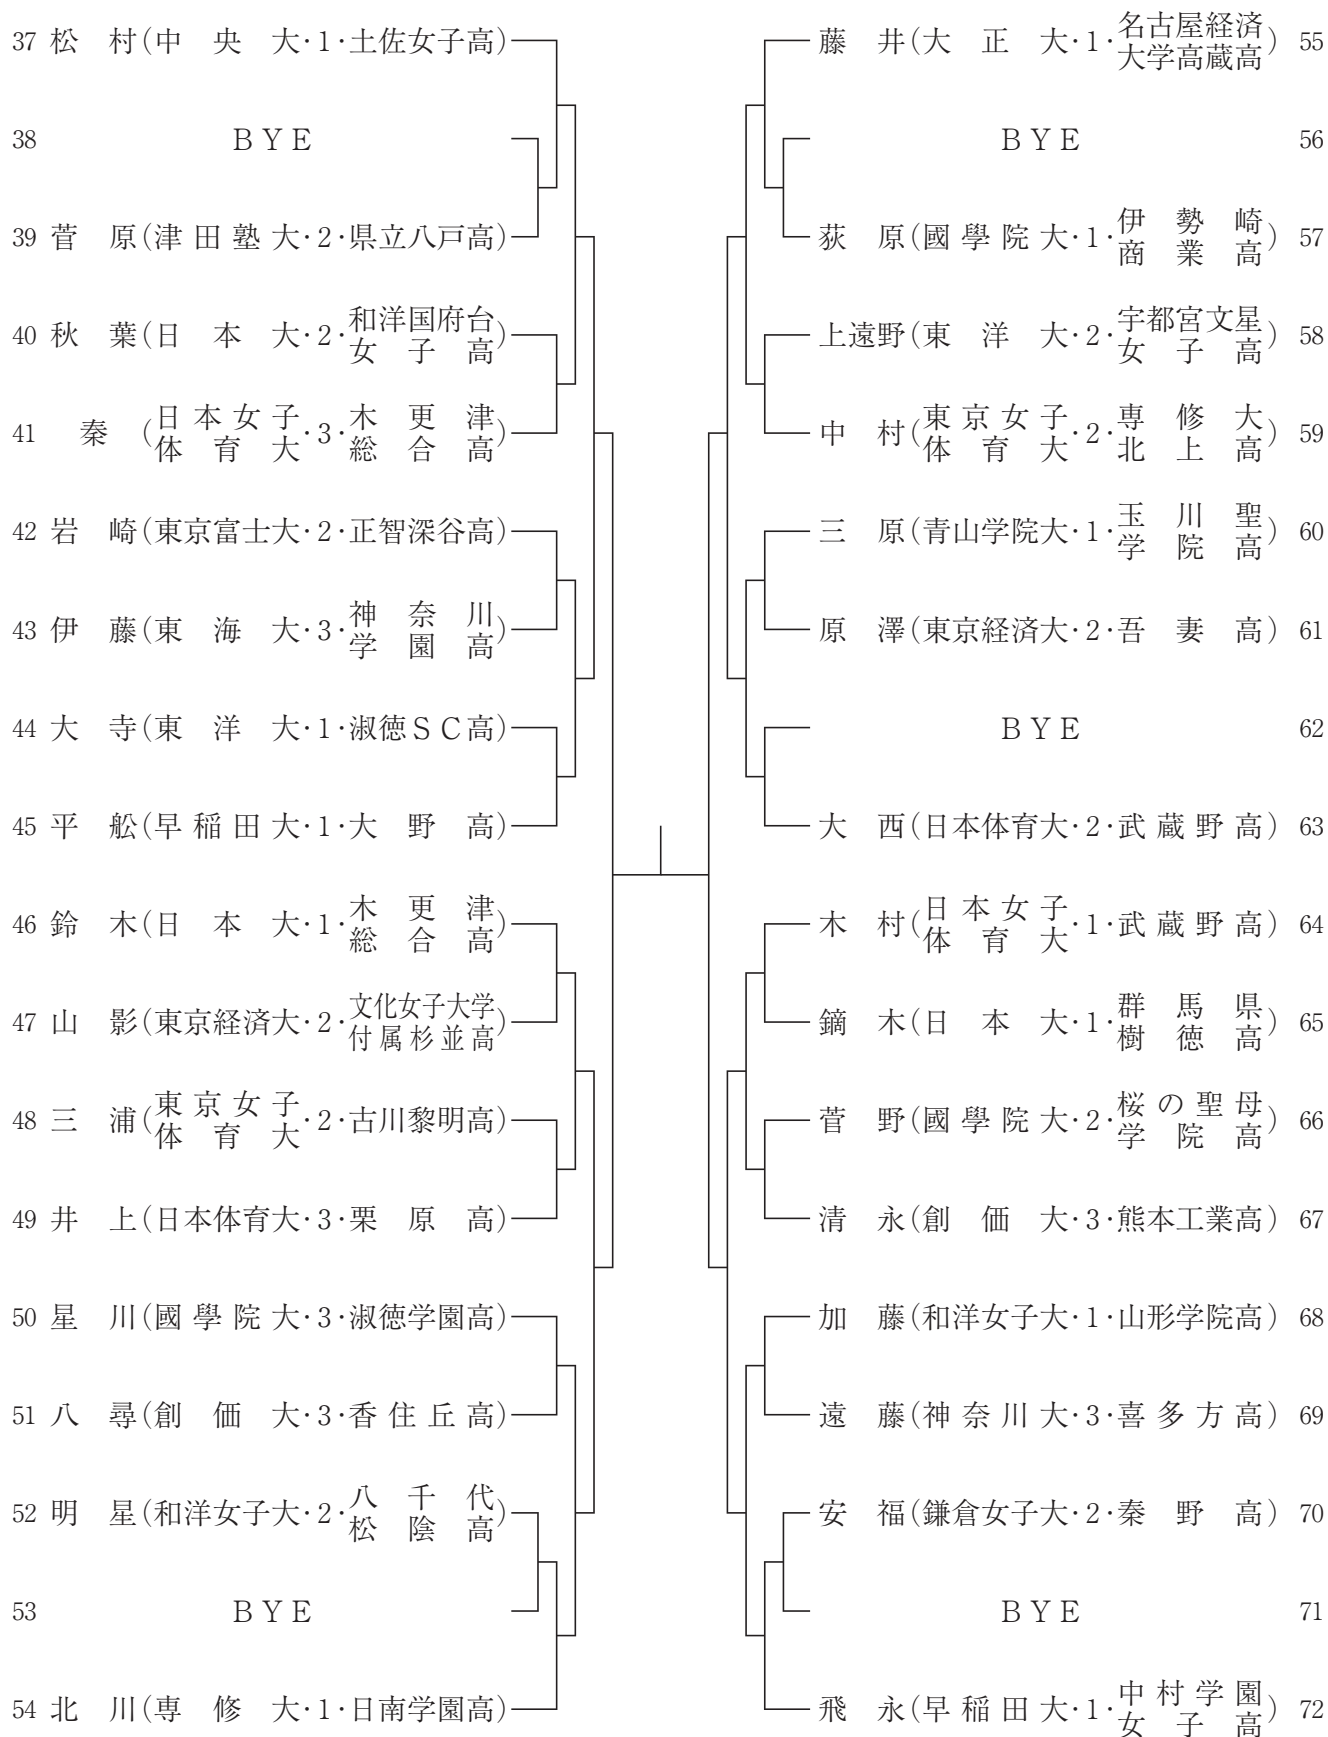 37 松村(中央大・1・土佐女子高)
38 BYE
39 菅原(津田塾大・2・県立八戸高)
40 秋葉(日本大・2・和洋国府台女子高)
41 秦(日本女子体育大・3・木更津総合高)
42 岩崎(東京富士大・2・正智深谷高)
43 伊藤(東海大・3・神奈川学園高)
44 大寺(東洋大・1・淑徳SC高)
45 平舩(早稲田大・1・大野高)
46 鈴木(日本大・1・木更津総合高)
47 山影(東京経済大・2・文化女子大学付属杉並高)
48 三浦(東京女子体育大・2・古川黎明高)
49 井上(日本体育大・3・栗原高)
50 星川(國學院大・3・淑徳学園高)
51 八尋(創価大・3・香住丘高)
52 明星(和洋女子大・2・八千代松陰高)
53 BYE
54 北川(専修大・1・日南学園高)
藤井(大正大・1・名古屋経済大学高蔵高) 55
BYE 56
荻原(國學院大・1・伊勢崎商業高) 57
上遠野(東洋大・2・宇都宮文星女子高) 58
中村(東京女子体育大・2・専修大北上高) 59
三原(青山学院大・1・玉川聖学院高) 60
原澤(東京経済大・2・吾妻高) 61
BYE 62
大西(日本体育大・2・武蔵野高) 63
木村(日本女子体育大・1・武蔵野高) 64
鏑木(日本大・1・群馬県樹徳高) 65
菅野(國學院大・2・桜の聖母学院高) 66
清永(創価大・3・熊本工業高) 67
加藤(和洋女子大・1・山形学院高) 68
遠藤(神奈川大・3・喜多方高) 69
安福(鎌倉女子大・2・秦野高) 70
BYE 71
飛永(早稲田大・1・中村学園女子高) 72